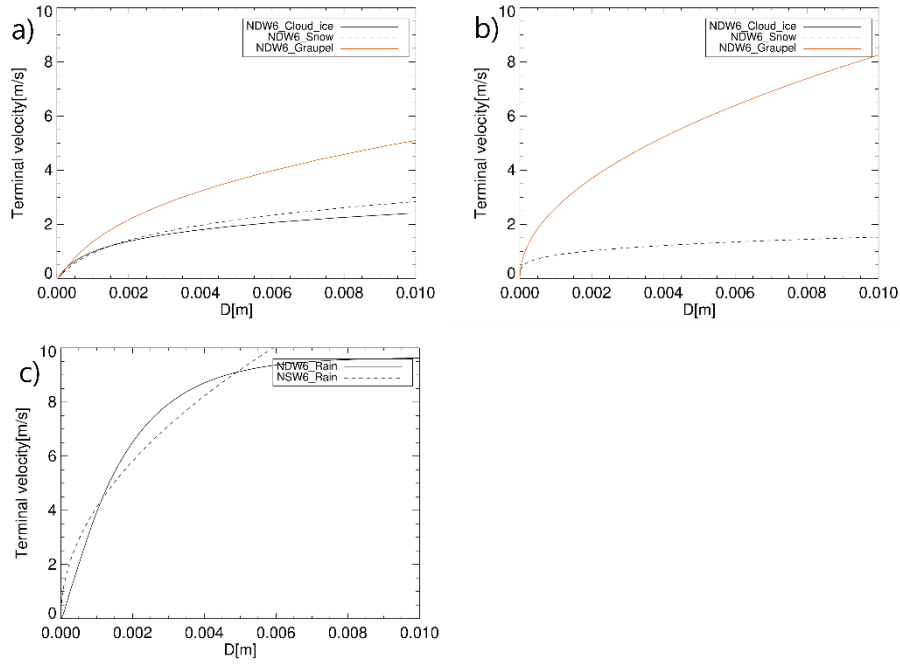 a)
NDW6_Cloud_ice
NDW6_Snow
NDW6_Graupel
Terminal velocity[m/s]
10
8
6
4
2
0
0.000 0.002 0.004 0.006 0.008 0.010
D[m]
b)
NDW6_Cloud_ice
NDW6_Snow
NDW6_Graupel
Terminal velocity[m/s]
10
8
6
4
2
0
0.000 0.002 0.004 0.006 0.008 0.010
D[m]
c)
NDW6_Rain
NSW6_Rain
Terminal velocity[m/s]
10
8
6
4
2
0
0.000 0.002 0.004 0.006 0.008 0.010
D[m]